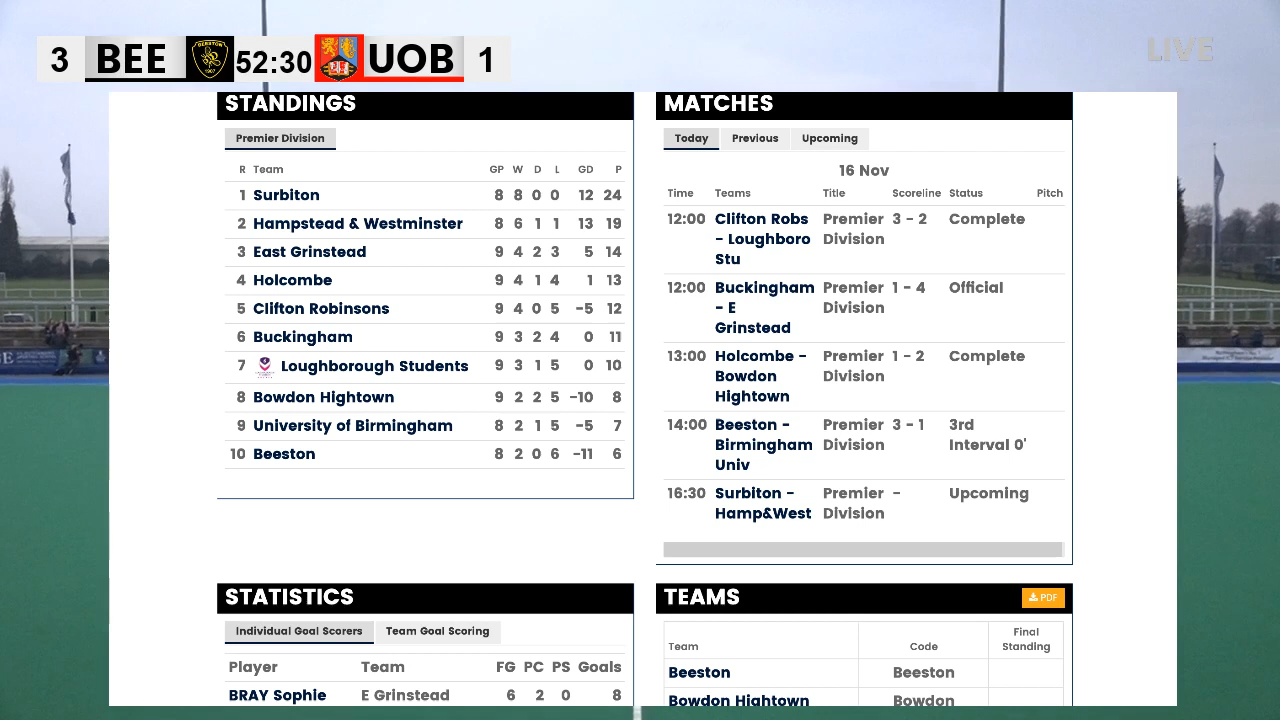 3 BEE 52:30 UOB 1
LIVE
STANDINGS
Premier Division
R Team GP W D L GD P
1 Surbiton 8 8 0 0 12 24
2 Hampstead & Westminster 8 6 1 1 13 19
3 East Grinstead 9 4 2 3 5 14
4 Holcombe 9 4 1 4 1 13
5 Clifton Robinsons 9 4 0 5 -5 12
6 Buckingham 9 3 2 4 0 11
7 Loughborough Students 9 3 1 5 0 10
8 Bowdon Hightown 9 2 2 5 -10 8
9 University of Birmingham 8 2 1 5 -5 7
10 Beeston 8 2 0 6 -11 6
MATCHES
Today Previous Upcoming
16 Nov
Time Teams Title Scoreline Status Pitch
12:00 Clifton Robs Premier 3 - 2 Complete
- Loughboro Division
Stu
12:00 Buckingham Premier 1 - 4 Official
- E Division
Grinstead
13:00 Holcombe - Premier 1 - 2 Complete
Bowdon Division
Hightown
14:00 Beeston - Premier 3 - 1 3rd
Birmingham Division Interval 0'
Univ
16:30 Surbiton - Premier - Upcoming
Hamp&West Division
STATISTICS
Individual Goal Scorers Team Goal Scoring
Player Team FG PC PS Goals
BRAY Sophie E Grinstead 6 2 0 8
TEAMS
PDF
Team Code Final
Standing
Beeston Beeston
Bowdon Hightown Bowdon